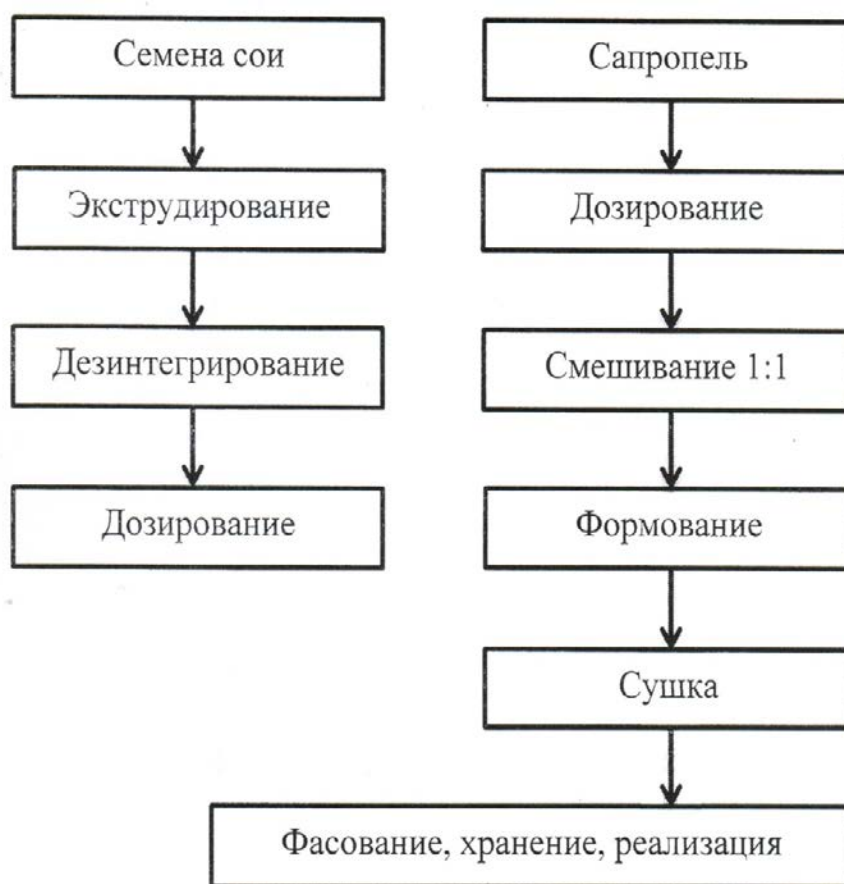 Семена сои
Экструдирование
Дезинтегрирование
Дозирование
Сапропель
Дозирование
Смешивание 1:1
Формование
Сушка
Фасование, хранение, реализация